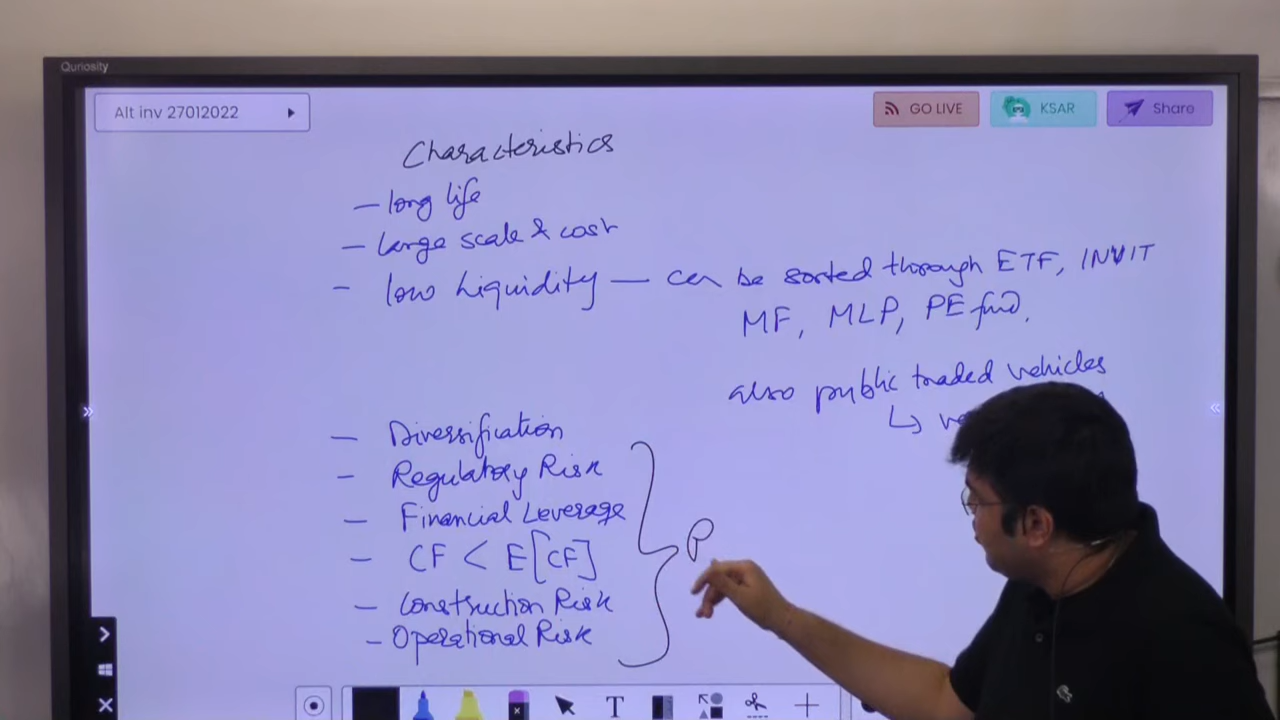 Quriosity
Alt inv 27012022
GO LIVE
KSAR
Share
Characteristics
– long life
– large scale & cost
– low liquidity — can be sorted through ETF, INVIT
MF, MLP, PE fund.
also public traded vehicles
↳
– Diversification
– Regulatory Risk
– Financial Leverage
– CF < E[CF]
– Construction Risk
– Operational Risk
P
T